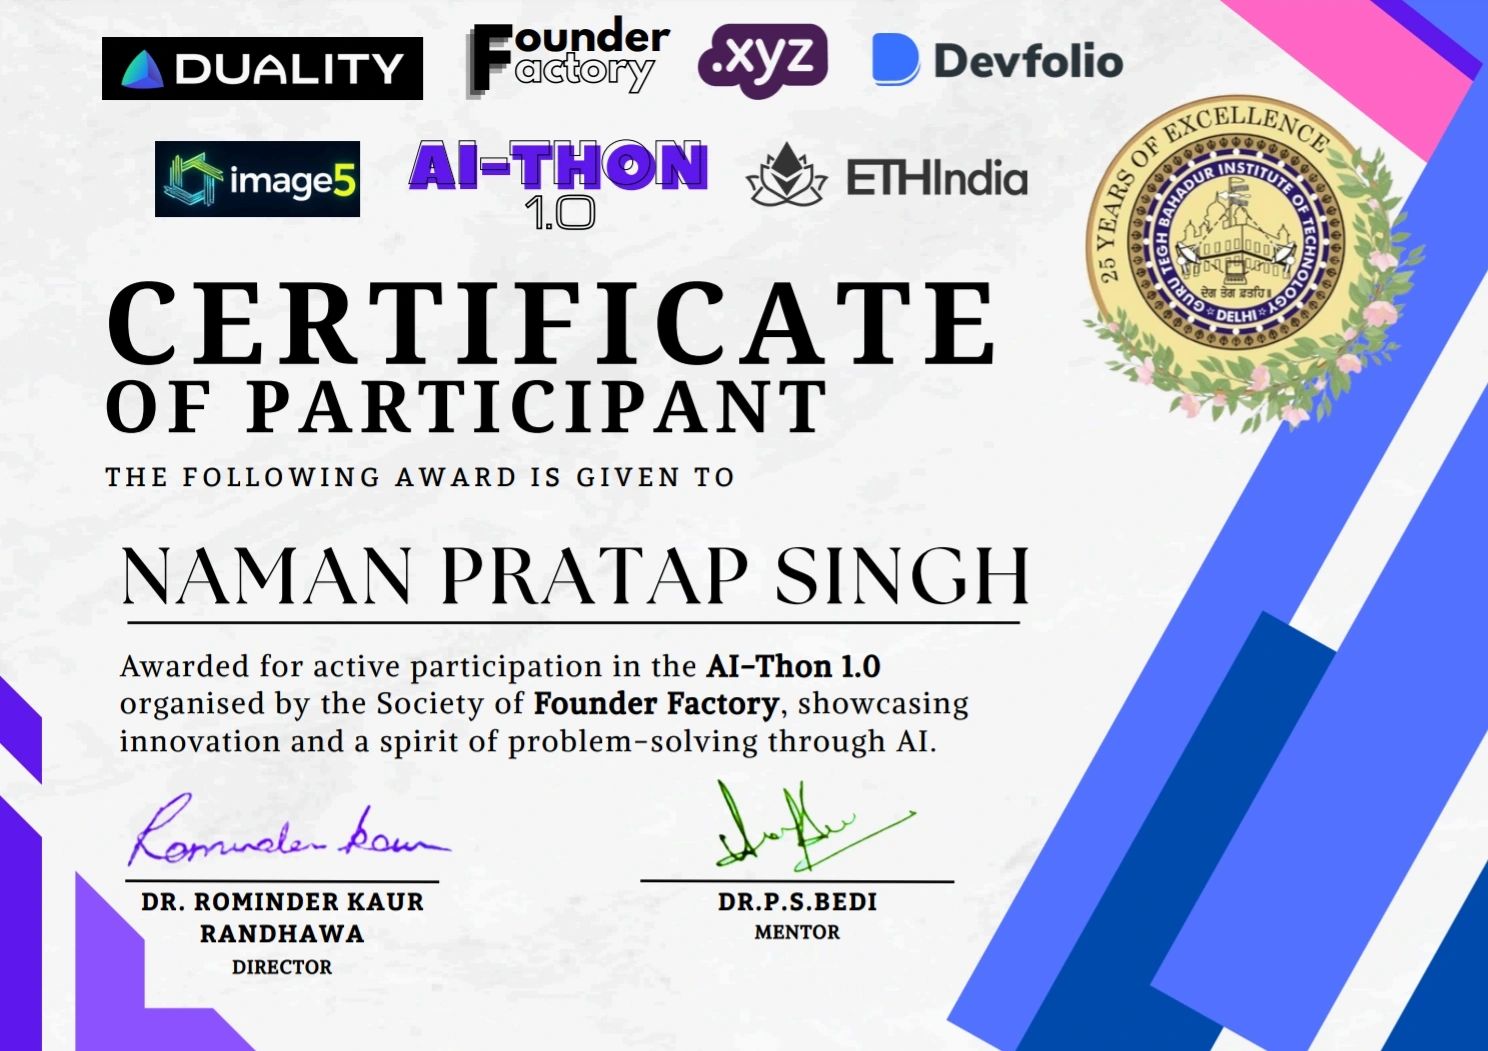 DUALITY
Founder
Factory
.xyz
Devfolio
image5
AI-THON
1.0
ETHIndia
25 YEARS OF EXCELLENCE
GURU TEGH BAHADUR INSTITUTE OF TECHNOLOGY
ਦੇਗ ਤੇਗ ਫ਼ਤਹਿ॥
☆ DELHI ☆
CERTIFICATE
OF PARTICIPANT
THE FOLLOWING AWARD IS GIVEN TO
NAMAN PRATAP SINGH
Awarded for active participation in the AI-Thon 1.0
organised by the Society of Founder Factory, showcasing
innovation and a spirit of problem-solving through AI.
Rominder Kaur
DR. ROMINDER KAUR
RANDHAWA
DIRECTOR
DR.P.S.BEDI
MENTOR